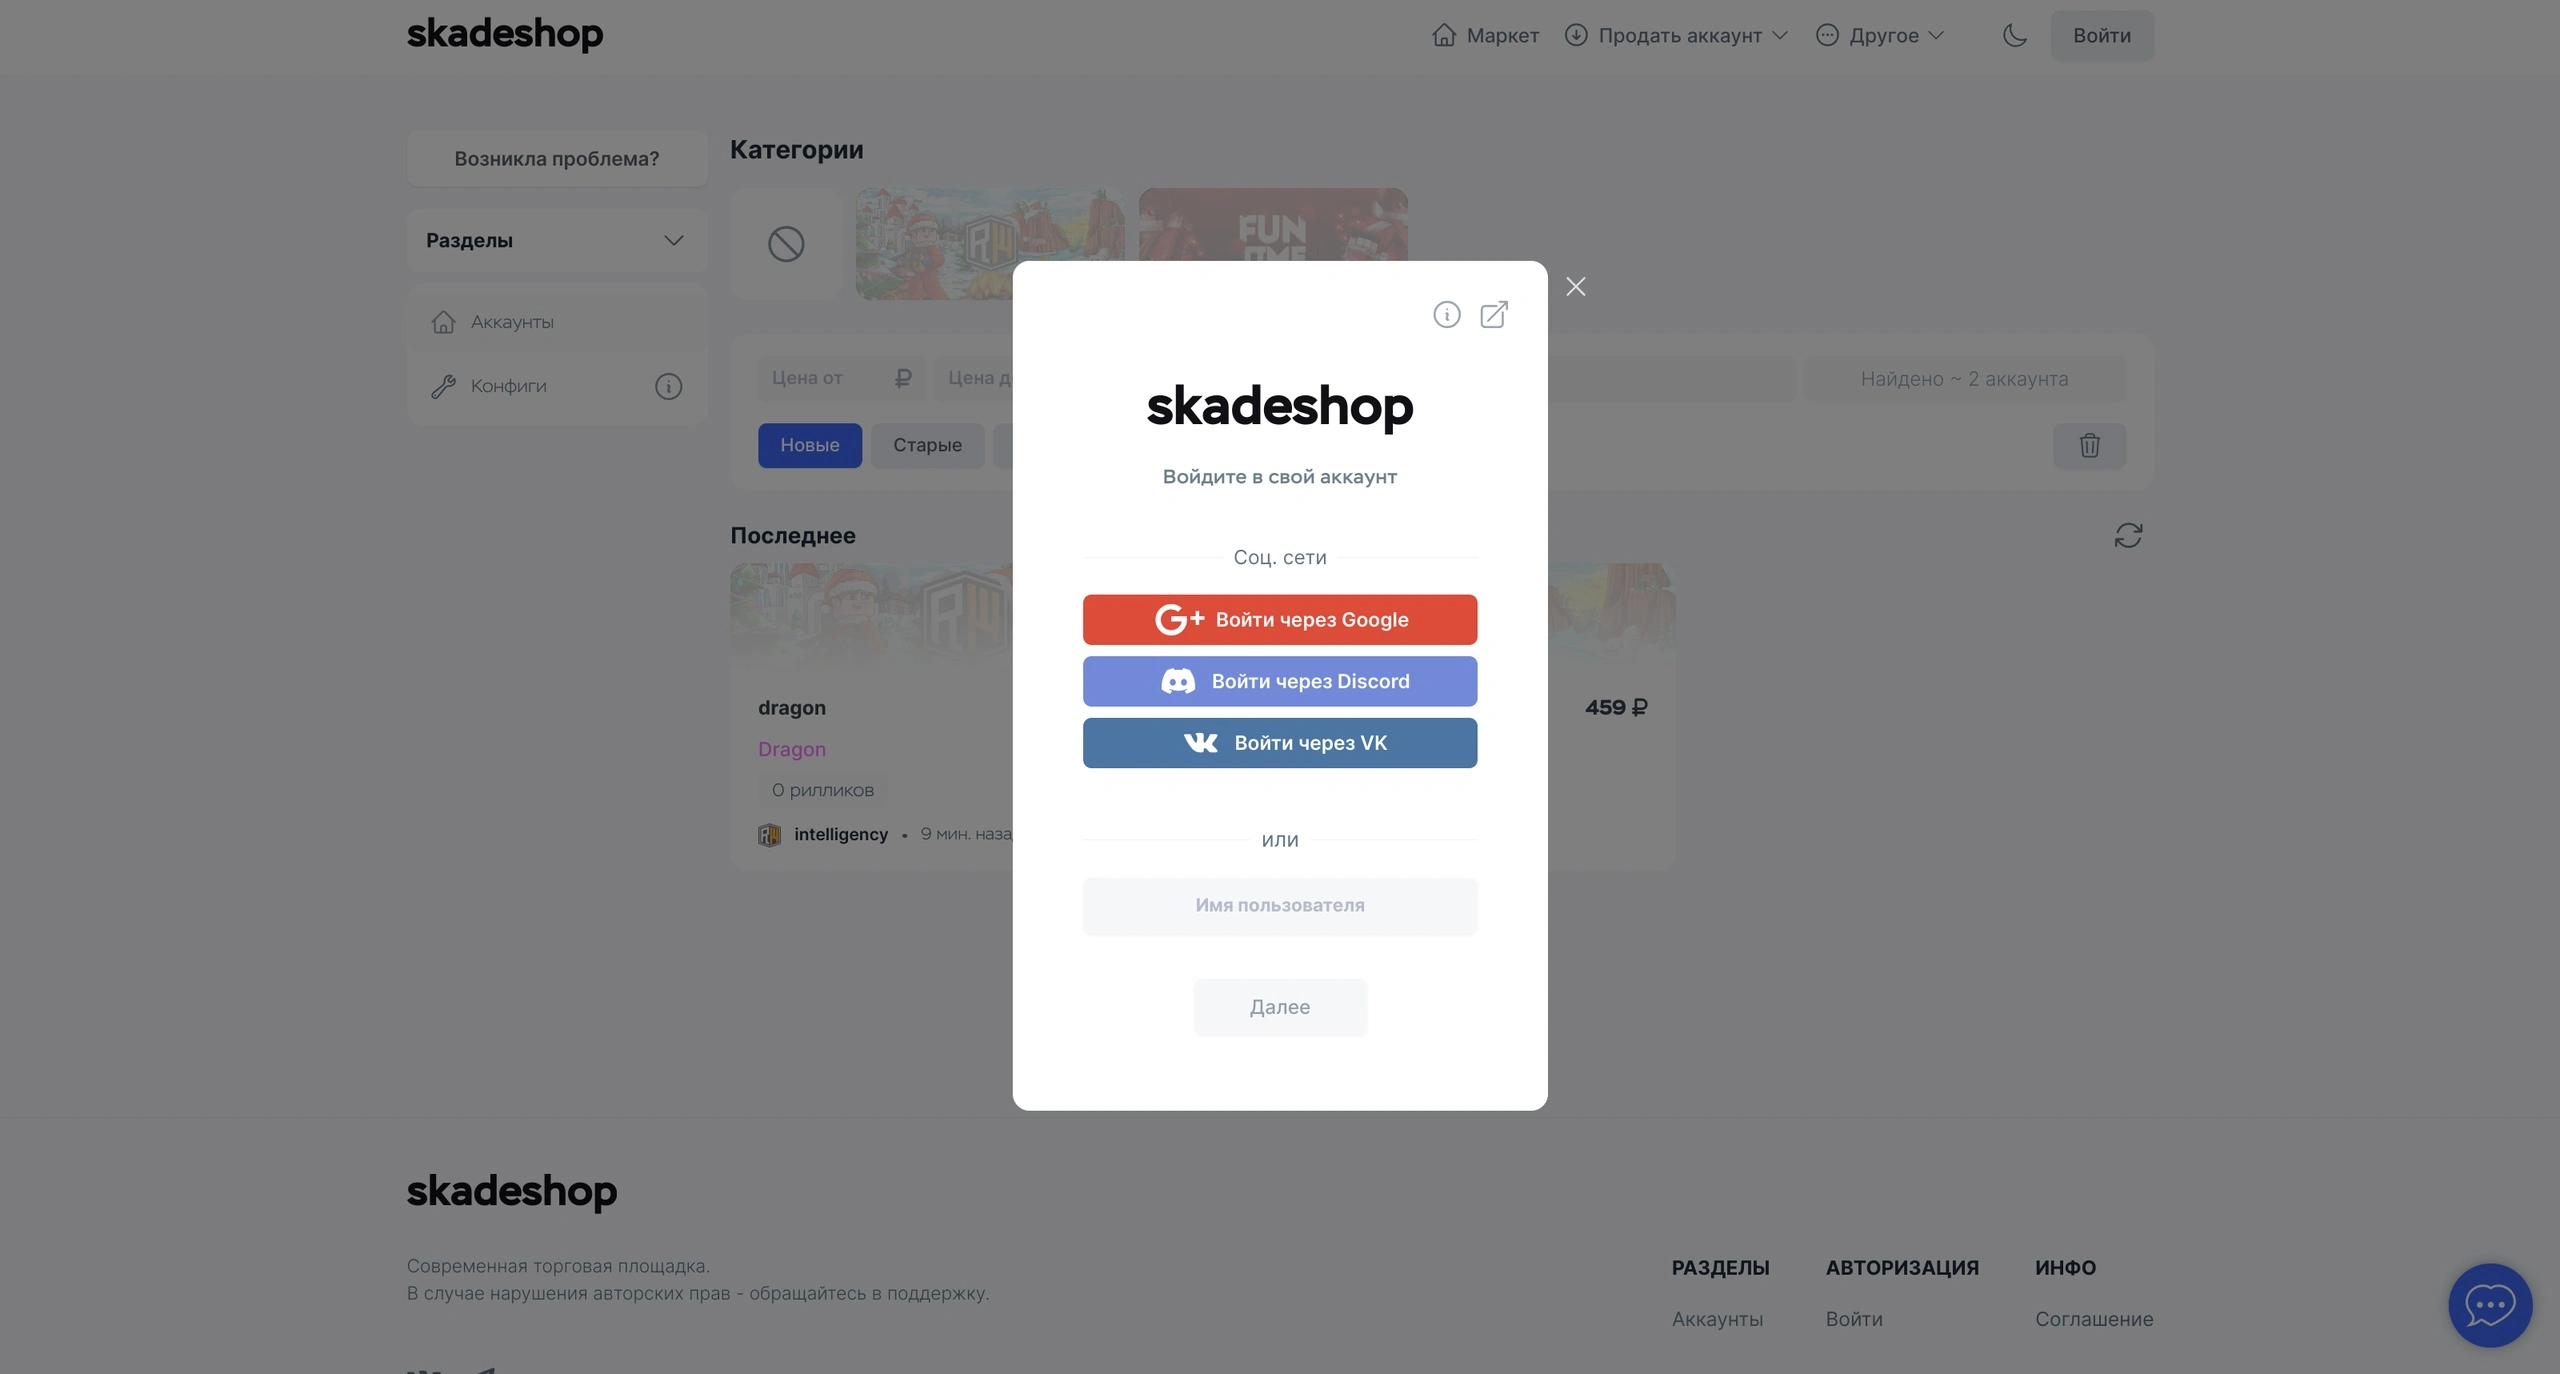 skadeshop
Маркет
Продать аккаунт
Другое
Войти
Возникла проблема?
Разделы
Аккаунты
Конфиги
Категории
RW
FUN
TIME
Цена от ₽
Цена
Найдено ~ 2 аккаунта
Новые
Старые
Последнее
RW
dragon
459 ₽
Dragon
0 рилликов
intelligency • 9 мин.
skadeshop
Войдите в свой аккаунт
Соц. сети
G+ Войти через Google
Войти через Discord
Войти через VK
или
Имя пользователя
Далее
skadeshop
Современная торговая площадка.
В случае нарушения авторских прав - обращайтесь в поддержку.
РАЗДЕЛЫ
Аккаунты
АВТОРИЗАЦИЯ
Войти
ИНФО
Соглашение